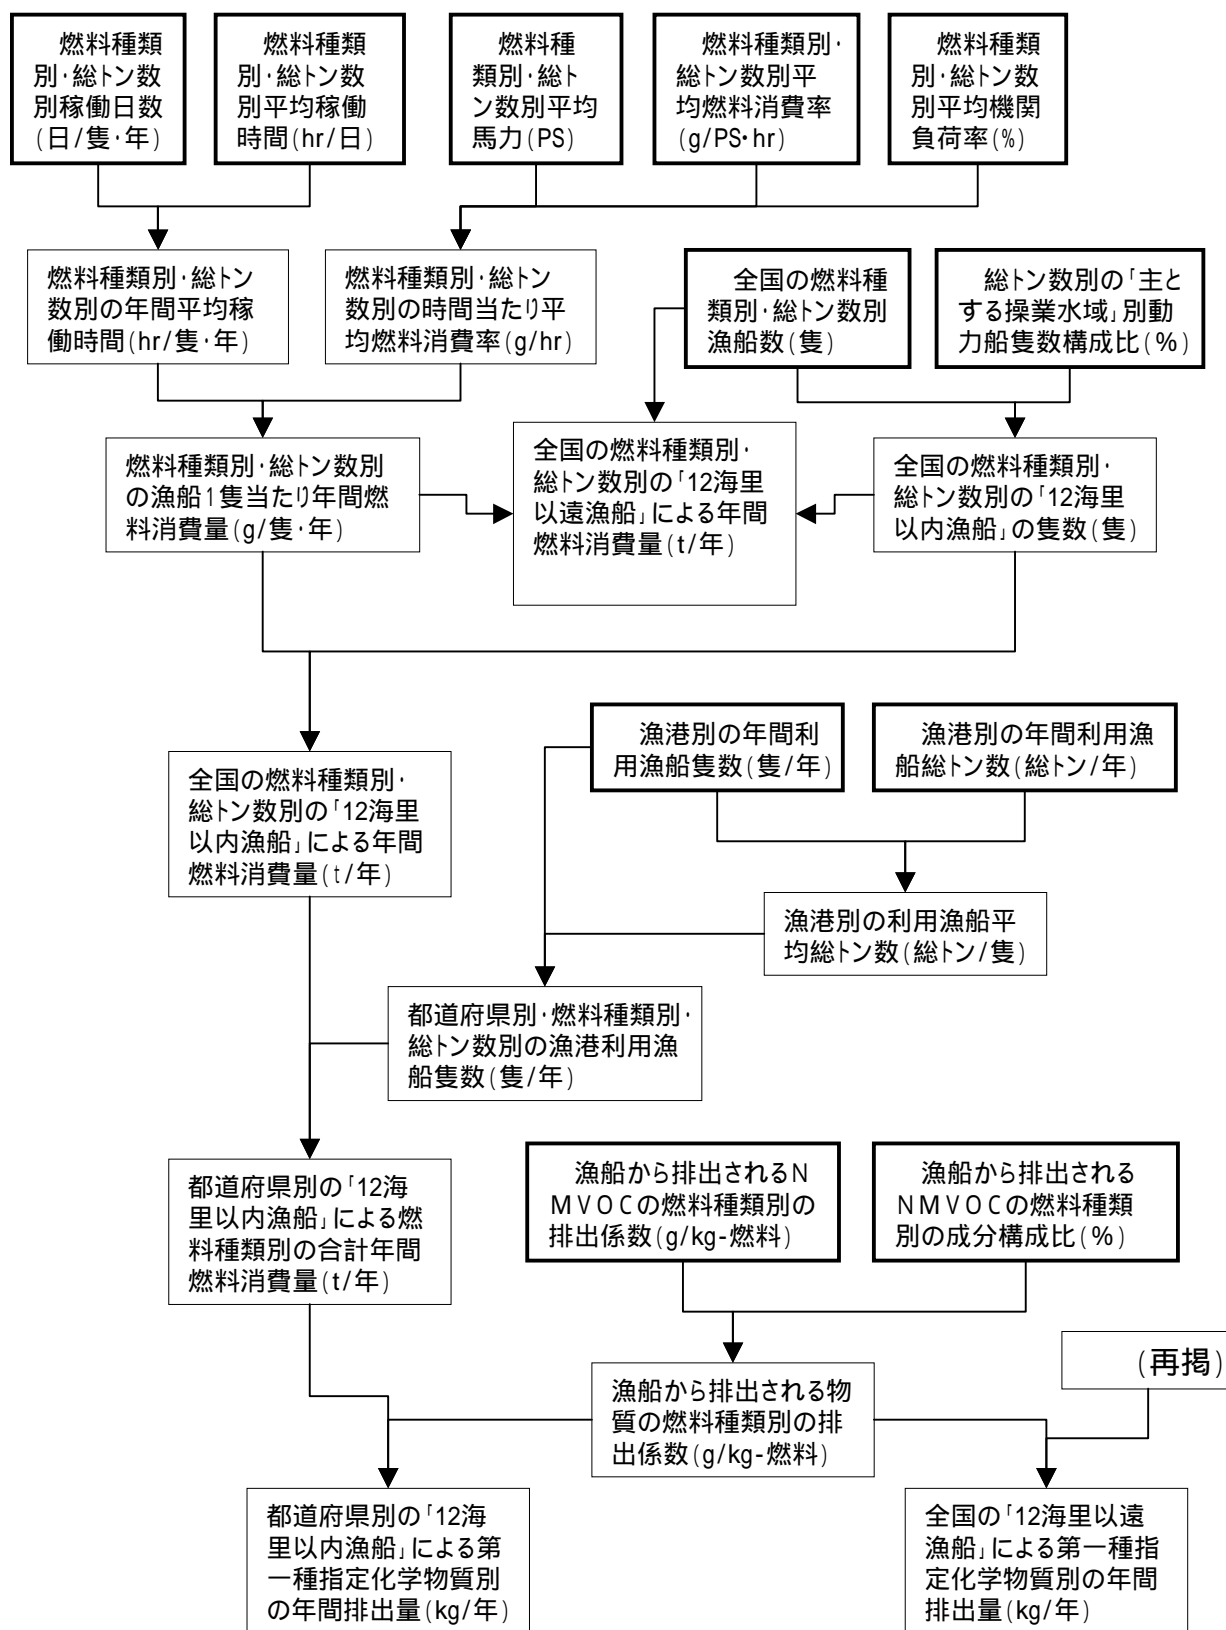 燃料種類
別・総トン数
別稼働日数
(日/隻・年)
燃料種類
別・総トン数
別平均稼働
時間(hr/日)
燃料種
類別・総ト
ン数別平均
馬力(PS)
燃料種類別・
総トン数別平
均燃料消費率
(g/PS・hr)
燃料種類
別・総トン数
別平均機関
負荷率(%)
燃料種類別・総トン
数別の年間平均稼
働時間(hr/隻・年)
燃料種類別・総トン
数別の時間当たり平
均燃料消費率(g/hr)
全国の燃料種
類別・総トン数別
漁船数(隻)
総トン数別の「主と
する操業水域」別動
力船隻数構成比(%)
燃料種類別・総トン数別
の漁船1隻当たり年間燃
料消費量(g/隻・年)
全国の燃料種類別・
総トン数別の「12海里
以遠漁船」による年間
燃料消費量(t/年)
全国の燃料種類別・
総トン数別の「12海里
以内漁船」の隻数(隻)
漁港別の年間利
用漁船隻数(隻/年)
漁港別の年間利用漁
船総トン数(総トン/年)
全国の燃料種類別・
総トン数別の「12海里
以内漁船」による年間
燃料消費量(t/年)
漁港別の利用漁船平
均総トン数(総トン/隻)
都道府県別・燃料種類別・
総トン数別の漁港利用漁
船隻数(隻/年)
都道府県別の「12海
里以内漁船」による燃
料種類別の合計年間
燃料消費量(t/年)
漁船から排出されるN
MVOCの燃料種類別の
排出係数(g/kg-燃料)
漁船から排出される
NMVOCの燃料種類
別の成分構成比(%)
(再掲)
漁船から排出される物
質の燃料種類別の排
出係数(g/kg-燃料)
都道府県別の「12海
里以内漁船」による第
一種指定化学物質別
の年間排出量(kg/年)
全国の「12海里以遠
漁船」による第一種指
定化学物質別の年間
排出量(kg/年)